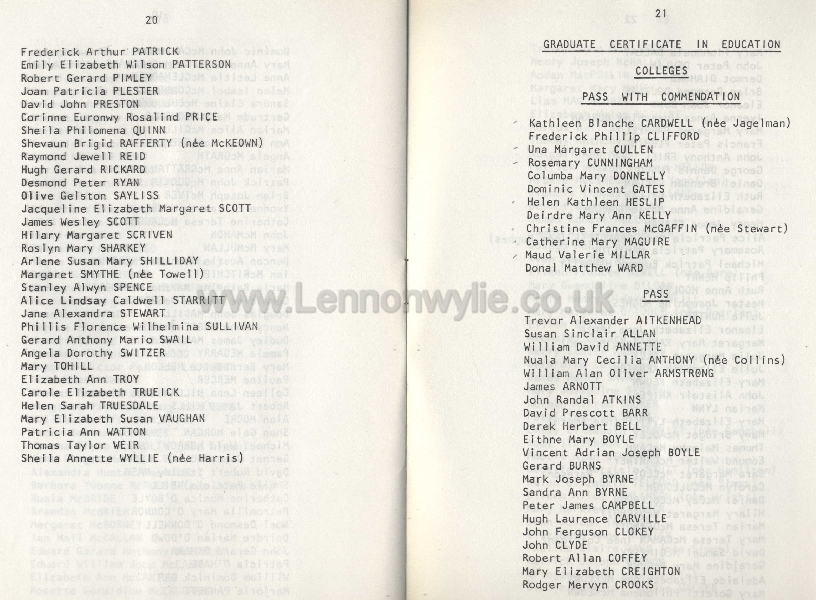 20
Frederick Arthur PATRICK
Emily Elizabeth Wilson PATTERSON
Robert Gerard PIMLEY
Joan Patricia PLESTER
David John PRESTON
Corinne Euronwy Rosalind PRICE
Sheila Philomena QUINN
Shevaun Brigid RAFFERTY (née McKEOWN)
Raymond Jewell REID
Hugh Gerard RICKARD
Desmond Peter RYAN
Olive Gelston SAYLISS
Jacqueline Elizabeth Margaret SCOTT
James Wesley SCOTT
Hilary Margaret SCRIVEN
Roslyn Mary SHARKEY
Arlene Susan Mary SHILLIDAY
Margaret SMYTHE (née Towell)
Stanley Alwyn SPENCE
Alice Lindsay Caldwell STARRITT
Jane Alexandra STEWART
Phillis Florence Wilhelmina SULLIVAN
Gerard Anthony Mario SWAIL
Angela Dorothy SWITZER
Mary TOHILL
Elizabeth Ann TROY
Carole Elizabeth TRUEICK
Helen Sarah TRUESDALE
Mary Elizabeth Susan VAUGHAN
Patricia Ann WATTON
Thomas Taylor WEIR
Sheila Annette WYLLIE (née Harris)
21
GRADUATE CERTIFICATE IN EDUCATION
COLLEGES
PASS WITH COMMENDATION
Kathleen Blanche CARDWELL (née Jagelman)
Frederick Phillip CLIFFORD
Una Margaret CULLEN
Rosemary CUNNINGHAM
Columba Mary DONNELLY
Dominic Vincent GATES
Helen Kathleen HESLIP
Deirdre Mary Ann KELLY
Christine Frances McGAFFIN (née Stewart)
Catherine Mary MAGUIRE
Maud Valerie MILLAR
Donal Matthew WARD
PASS
Trevor Alexander AITKENHEAD
Susan Sinclair ALLAN
William David ANNETTE
Nuala Mary Cecilia ANTHONY (née Collins)
William Alan Oliver ARMSTRONG
James ARNOTT
John Randal ATKINS
David Prescott BARR
Derek Herbert BELL
Eithne Mary BOYLE
Vincent Adrian Joseph BOYLE
Gerard BURNS
Mark Joseph BYRNE
Sandra Ann BYRNE
Peter James CAMPBELL
Hugh Laurence CARVILLE
John Ferguson CLOKEY
John CLYDE
Robert Allan COFFEY
Mary Elizabeth CREIGHTON
Rodger Mervyn CROOKS
www.Lennonwylie.co.uk